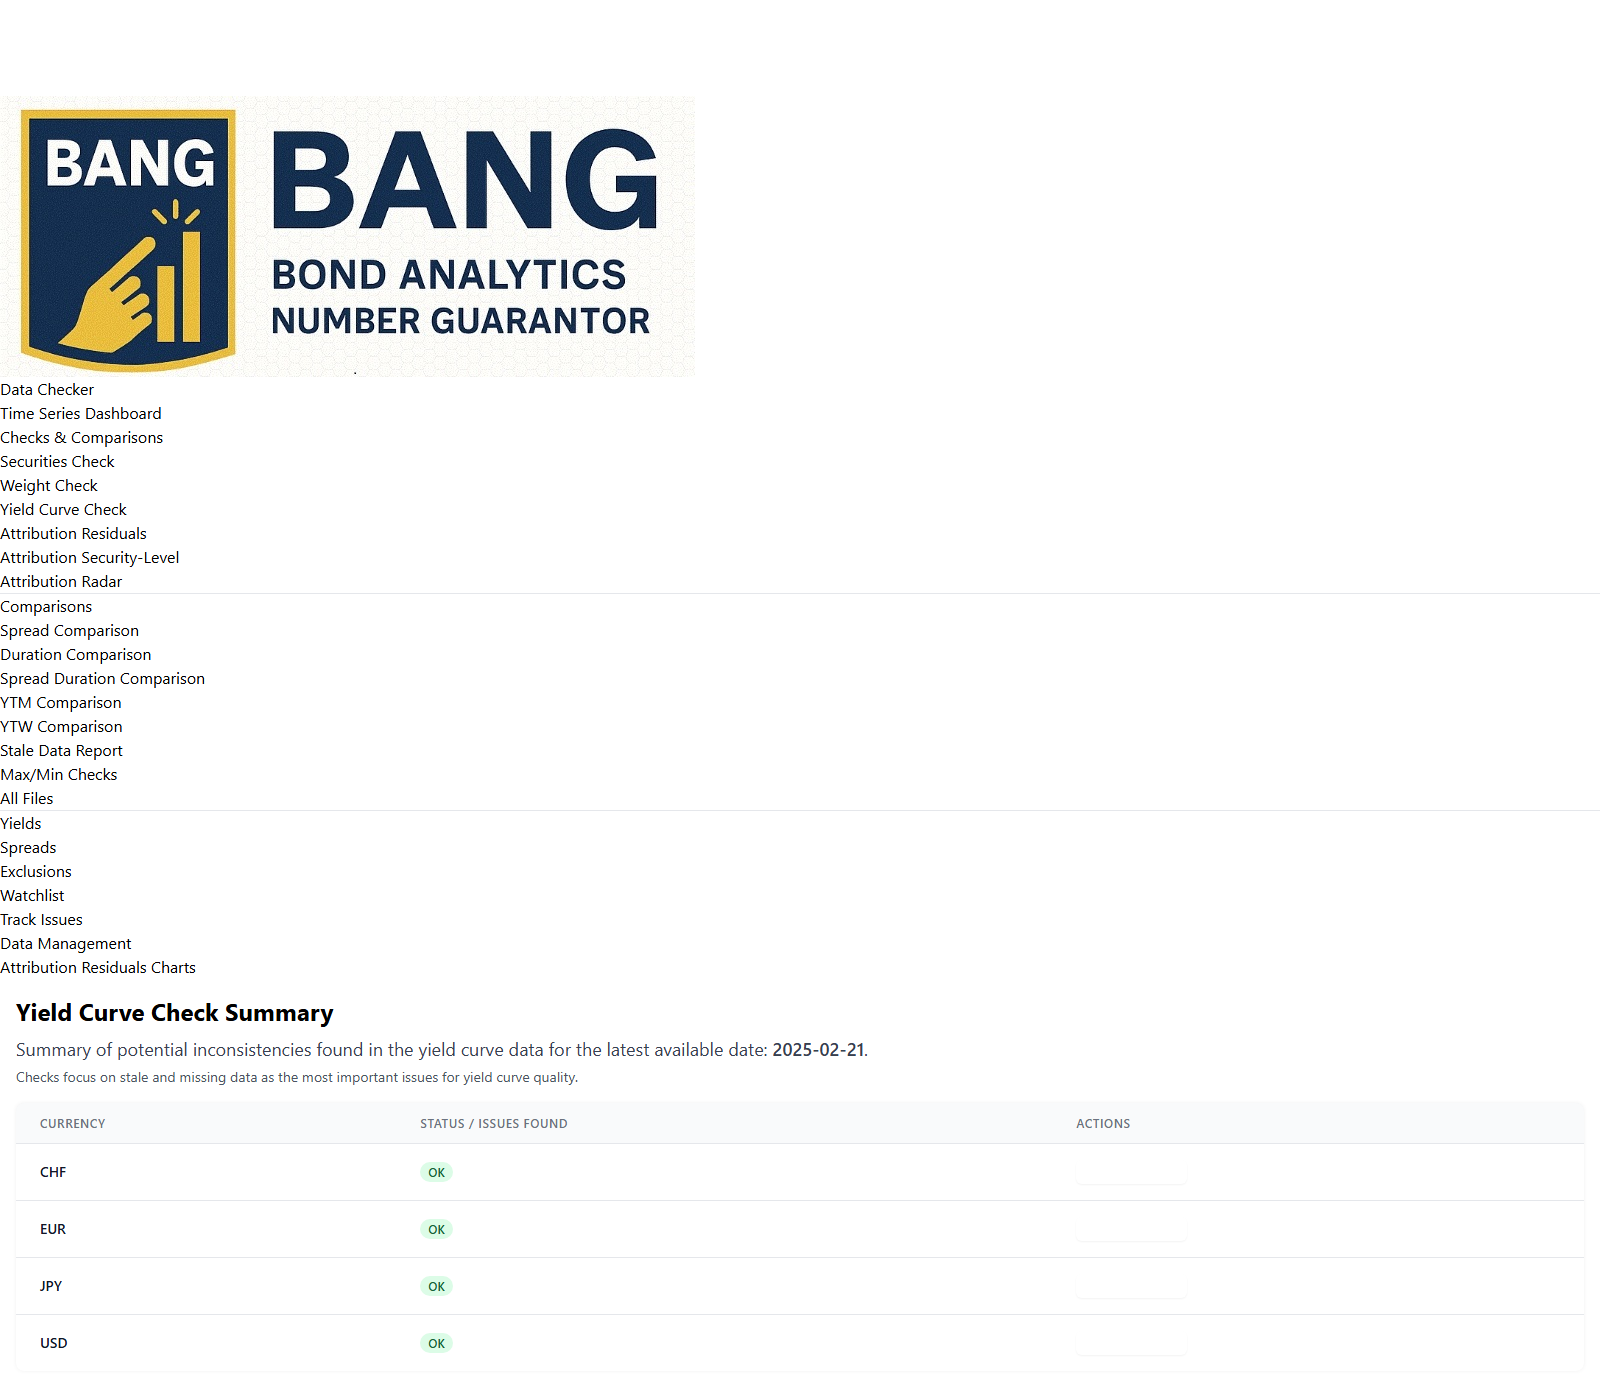 BANG
BANG
BOND ANALYTICS
NUMBER GUARANTOR
Data Checker
Time Series Dashboard
Checks & Comparisons
Securities Check
Weight Check
Yield Curve Check
Attribution Residuals
Attribution Security-Level
Attribution Radar
Comparisons
Spread Comparison
Duration Comparison
Spread Duration Comparison
YTM Comparison
YTW Comparison
Stale Data Report
Max/Min Checks
All Files
Yields
Spreads
Exclusions
Watchlist
Track Issues
Data Management
Attribution Residuals Charts
Yield Curve Check Summary
Summary of potential inconsistencies found in the yield curve data for the latest available date: 2025-02-21.
Checks focus on stale and missing data as the most important issues for yield curve quality.
CURRENCY STATUS / ISSUES FOUND ACTIONS
CHF OK
EUR OK
JPY OK
USD OK